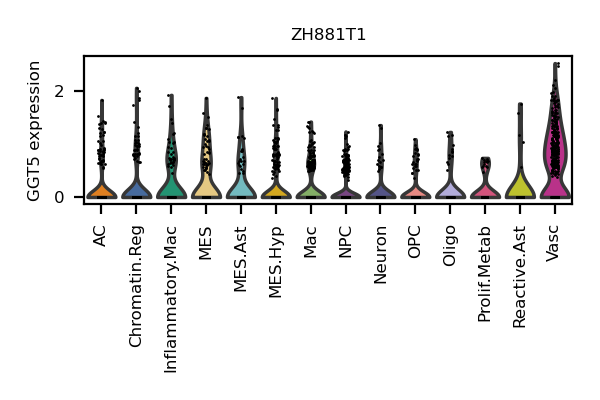 ZH881T1
GGT5 expression
2
0
AC
Chromatin.Reg
Inflammatory.Mac
MES
MES.Ast
MES.Hyp
Mac
NPC
Neuron
OPC
Oligo
Prolif.Metab
Reactive.Ast
Vasc